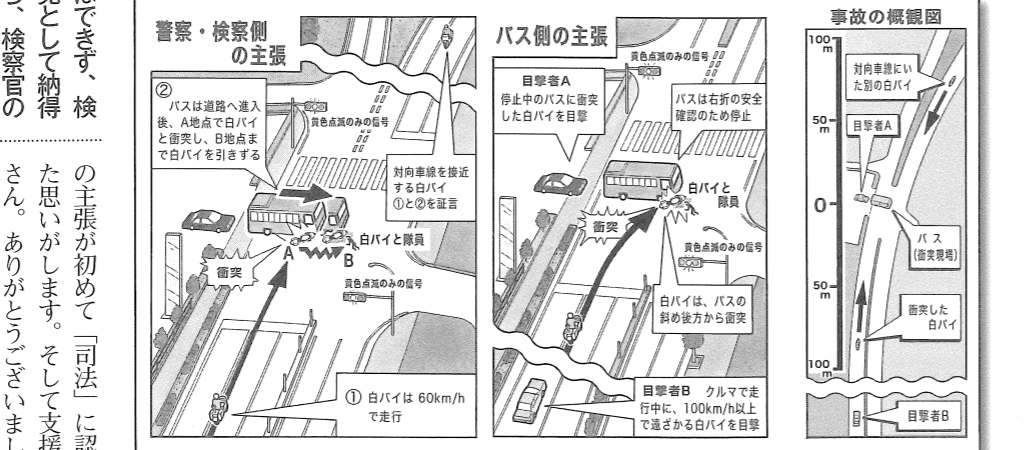 はできず、検
として納得
、検察官の
の主張が初めて「司法」に認
た思いがします。そして支援
さん。ありがとうございまし
警察・検察側
の主張
②
バスは道路へ進入
後、A地点で白バイ
と衝突し、B地点ま
で白バイを引きずる
黄色点滅のみの信号
対向車線を接近
する白バイ
①と②を証言
白バイと隊員
A
B
衝突
黄色点滅のみの信号
① 白バイは 60km/h
で走行
バス側の主張
黄色点滅のみの信号
目撃者A
停止中のバスに衝突
した白バイを目撃
バスは右折の安全
確認のため停止
白バイと
隊員
衝突
黄色点滅のみの信号
白バイは、バスの
斜め後方から衝突
目撃者B クルマで走
行中に、100km/h以上
で遠ざかる白バイを目撃
事故の概観図
100
m
対向車線にい
た別の白バイ
50
m
目撃者A
0
バス
(衝突現場)
50
m
衝突した
白バイ
100
m
目撃者B